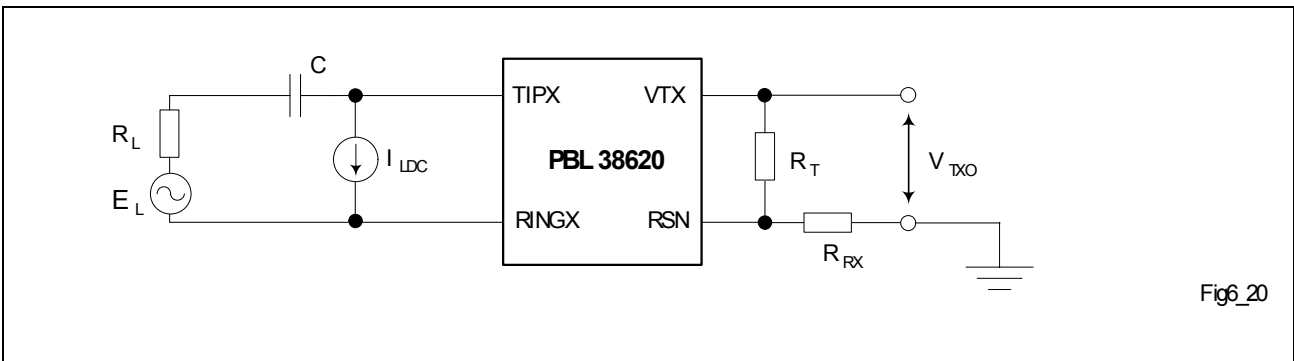 C
TIPX VTX
R L
I LDC
PBL 38620
R T
V TXO
E L
RINGX RSN
R RX
Fig6_20